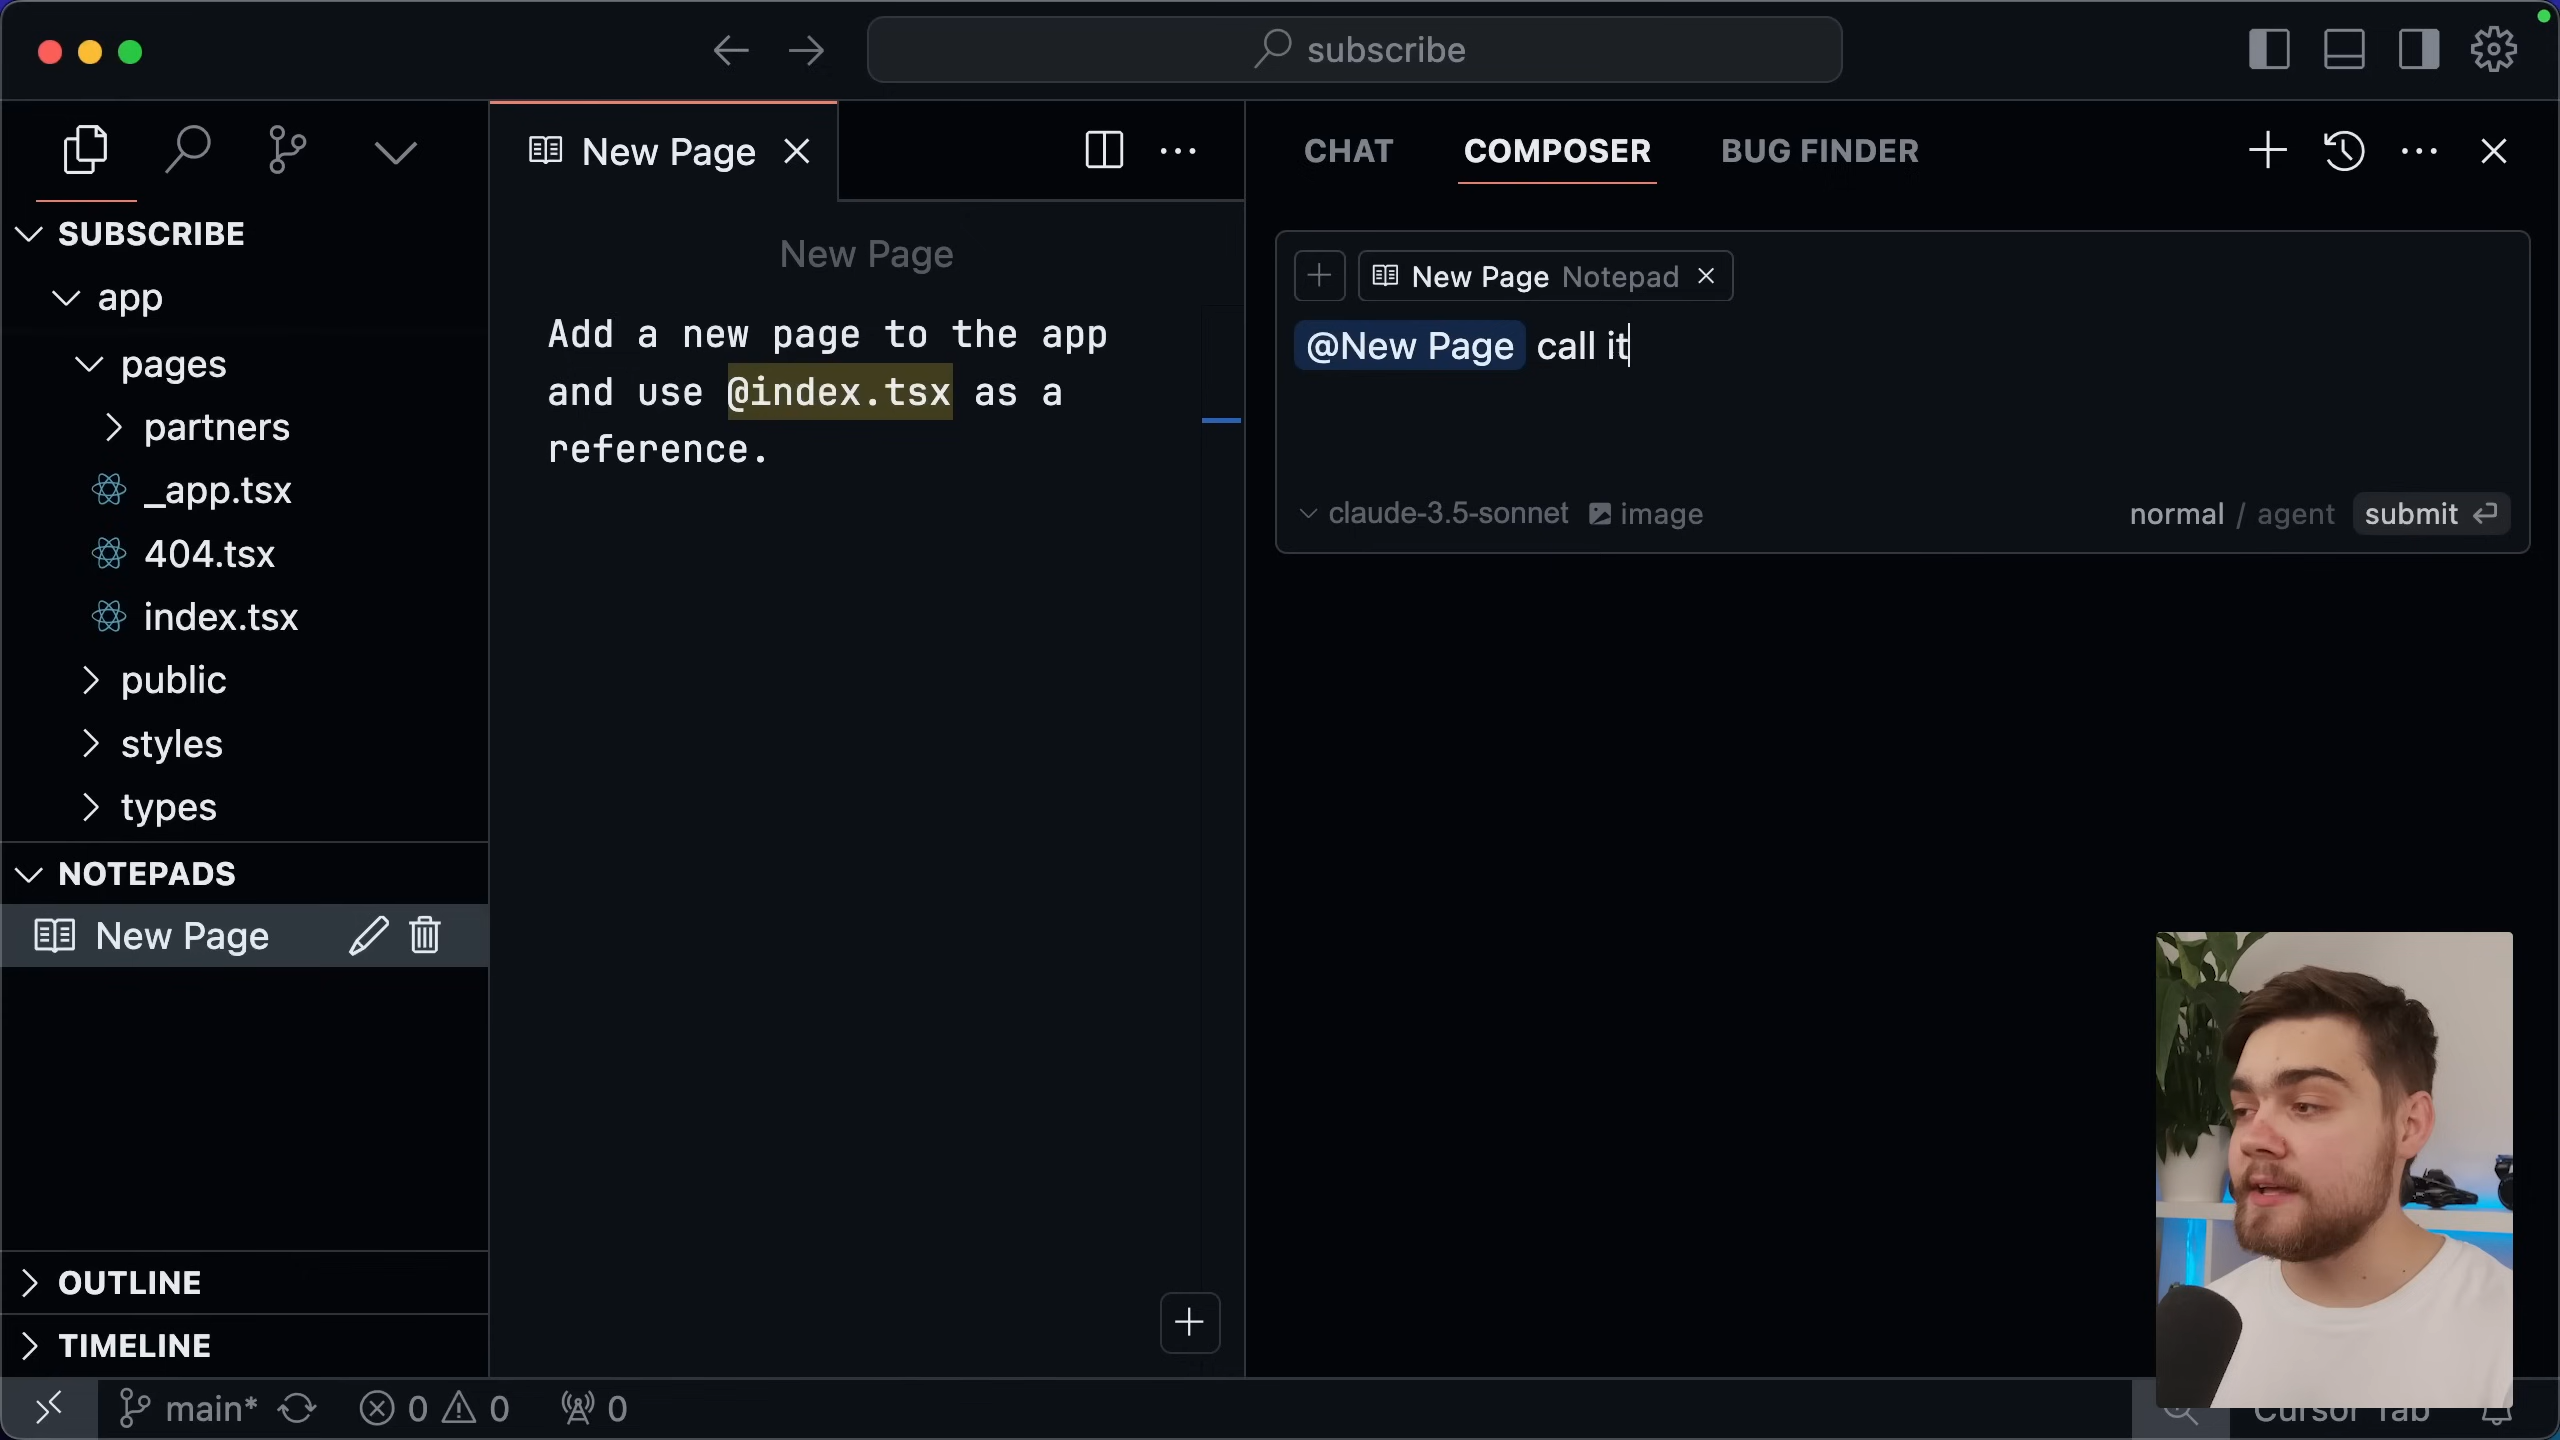 subscribe
SUBSCRIBE
app
pages
partners
_app.tsx
404.tsx
index.tsx
public
styles
types
NOTEPADS
New Page
OUTLINE
TIMELINE
New Page
New Page
Add a new page to the app
and use @index.tsx as a
reference.
CHAT COMPOSER BUG FINDER
New Page Notepad
@New Page call it
claude-3.5-sonnet image normal / agent submit
main* 0 0 0 Cursor Tab